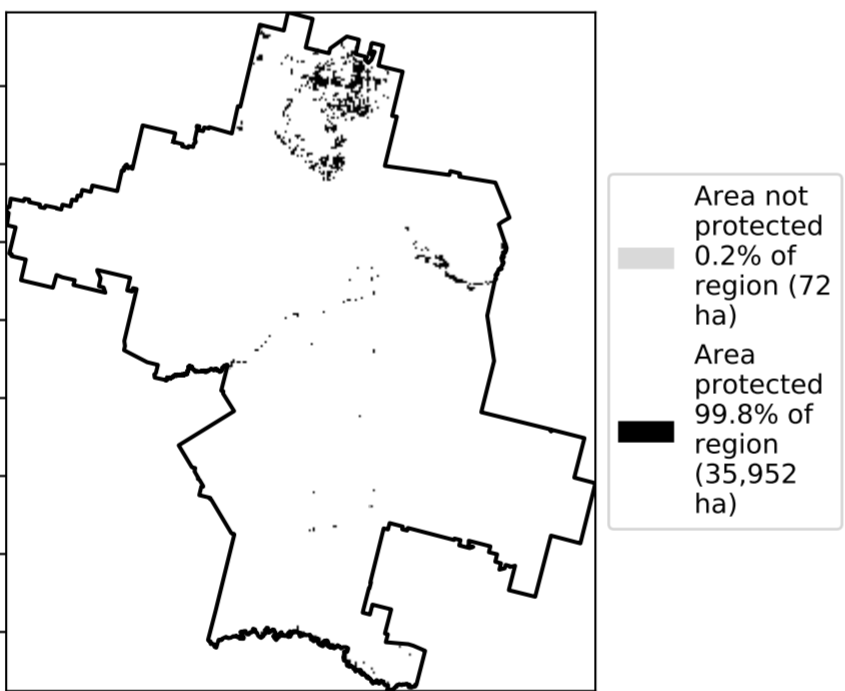 Area not
protected
0.2% of
region (72
ha)
Area
protected
99.8% of
region
(35,952
ha)